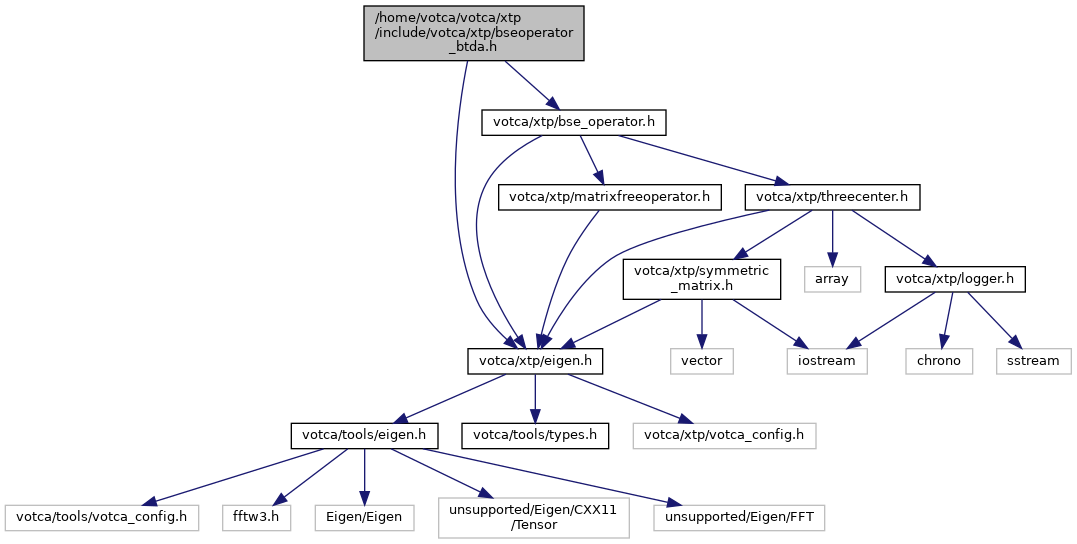 /home/votca/votca/xtp
/include/votca/xtp/bseoperator
_btda.h
votca/xtp/bse_operator.h
votca/xtp/matrixfreeoperator.h
votca/xtp/threecenter.h
votca/xtp/symmetric
_matrix.h
array
votca/xtp/logger.h
votca/xtp/eigen.h
vector
iostream
chrono
sstream
votca/tools/eigen.h
votca/tools/types.h
votca/xtp/votca_config.h
votca/tools/votca_config.h
fftw3.h
Eigen/Eigen
unsupported/Eigen/CXX11
/Tensor
unsupported/Eigen/FFT